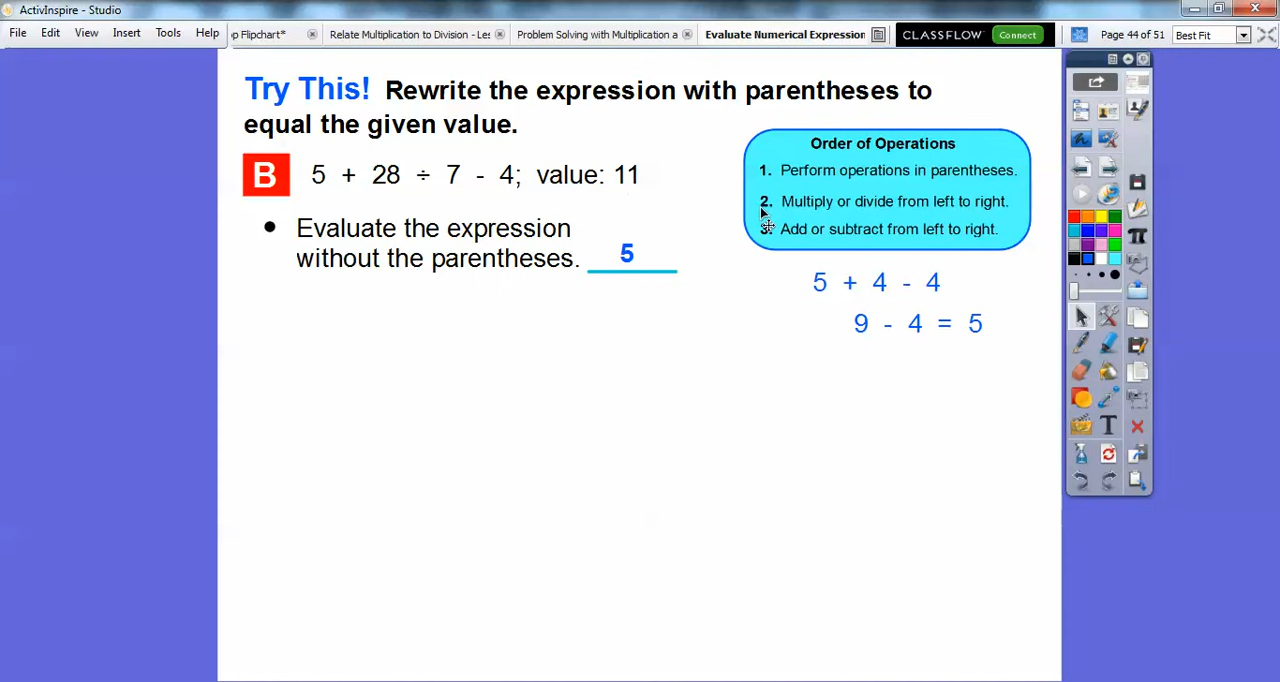 ActivInspire - Studio
File Edit View Insert Tools Help
op Flipchart*
Relate Multiplication to Division - Les
Problem Solving with Multiplication a
Evaluate Numerical Expression
CLASSFLOW Connect
Page 44 of 51
Best Fit
Try This! Rewrite the expression with parentheses to
equal the given value.
B 5 + 28 ÷ 7 - 4; value: 11
Evaluate the expression
without the parentheses. 5
Order of Operations
1. Perform operations in parentheses.
2. Multiply or divide from left to right.
3. Add or subtract from left to right.
5 + 4 - 4
9 - 4 = 5